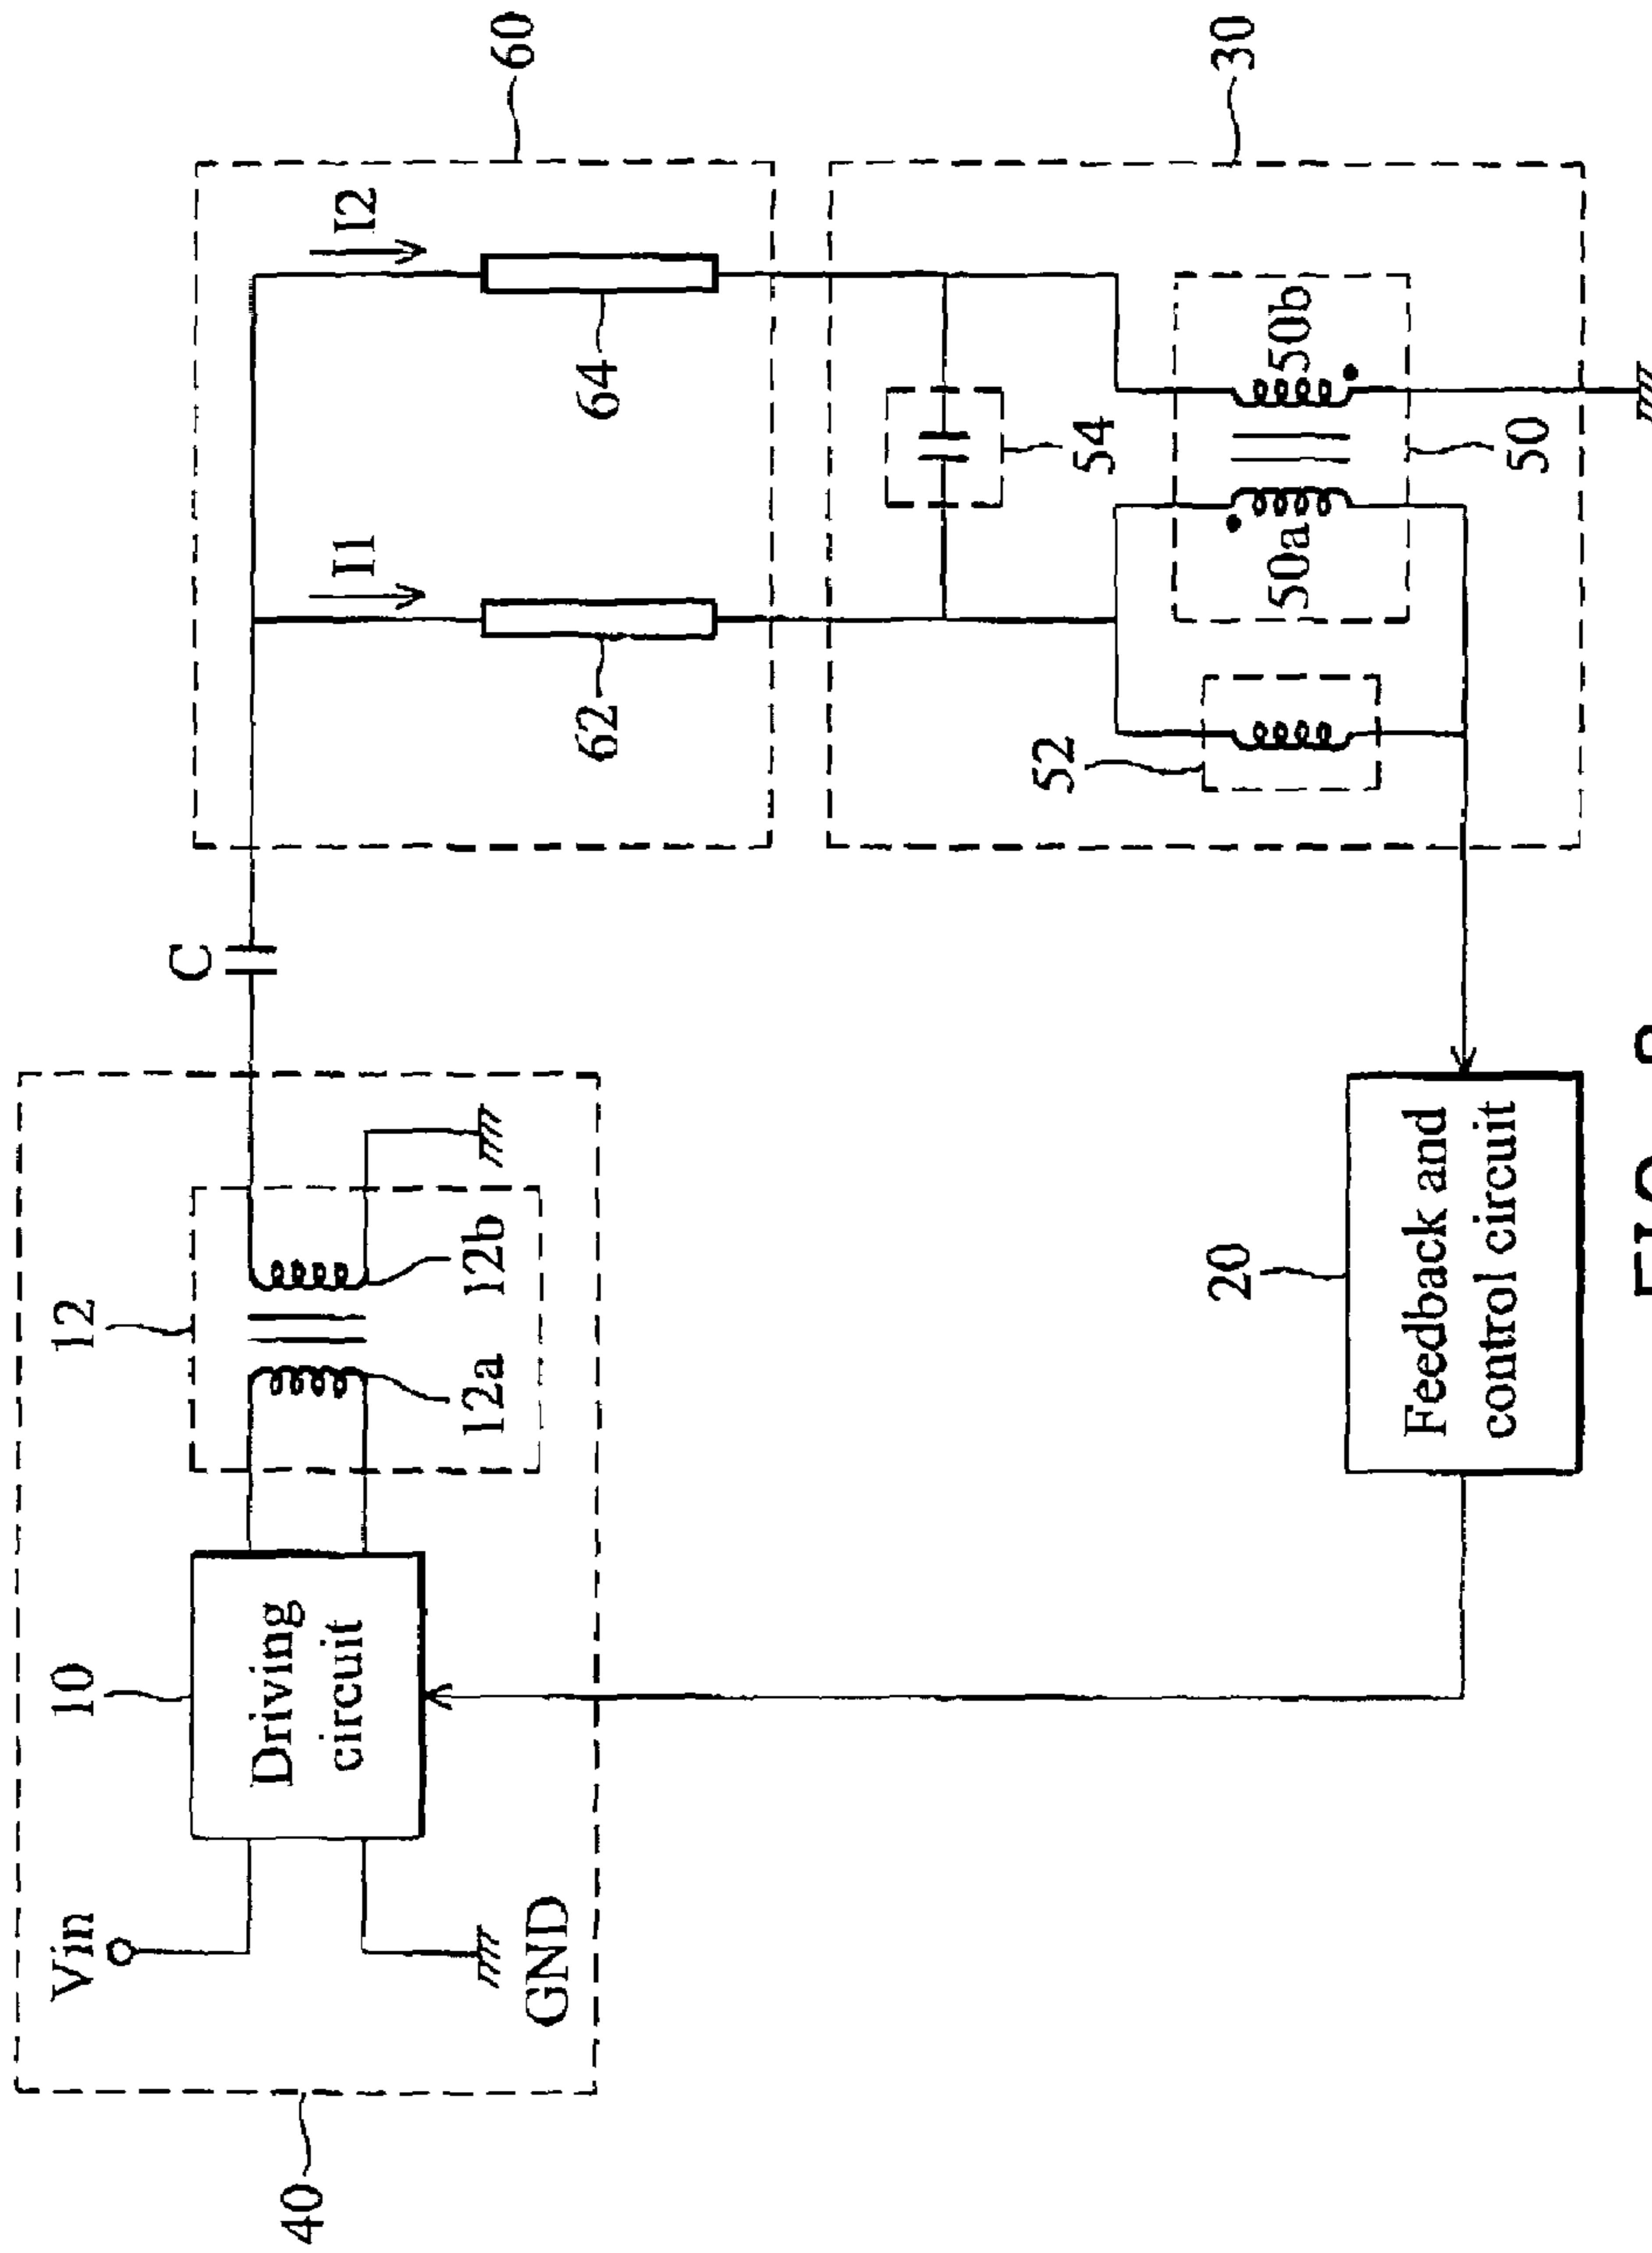 40
Vin
GND
10
Driving
circuit
12
12a
12b
C
60
I1
I2
62
64
30
54
52
50a
50b
50
20
Feedback and
control circuit